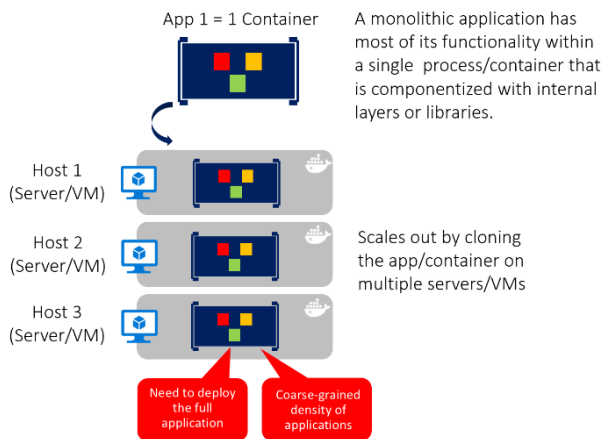 App 1 = 1 Container
A monolithic application has
most of its functionality within
a single process/container that
is componentized with internal
layers or libraries.
Host 1
(Server/VM)
Host 2
(Server/VM)
Scales out by cloning
the app/container on
multiple servers/VMs
Host 3
(Server/VM)
Need to deploy
the full
application
Coarse-grained
density of
applications